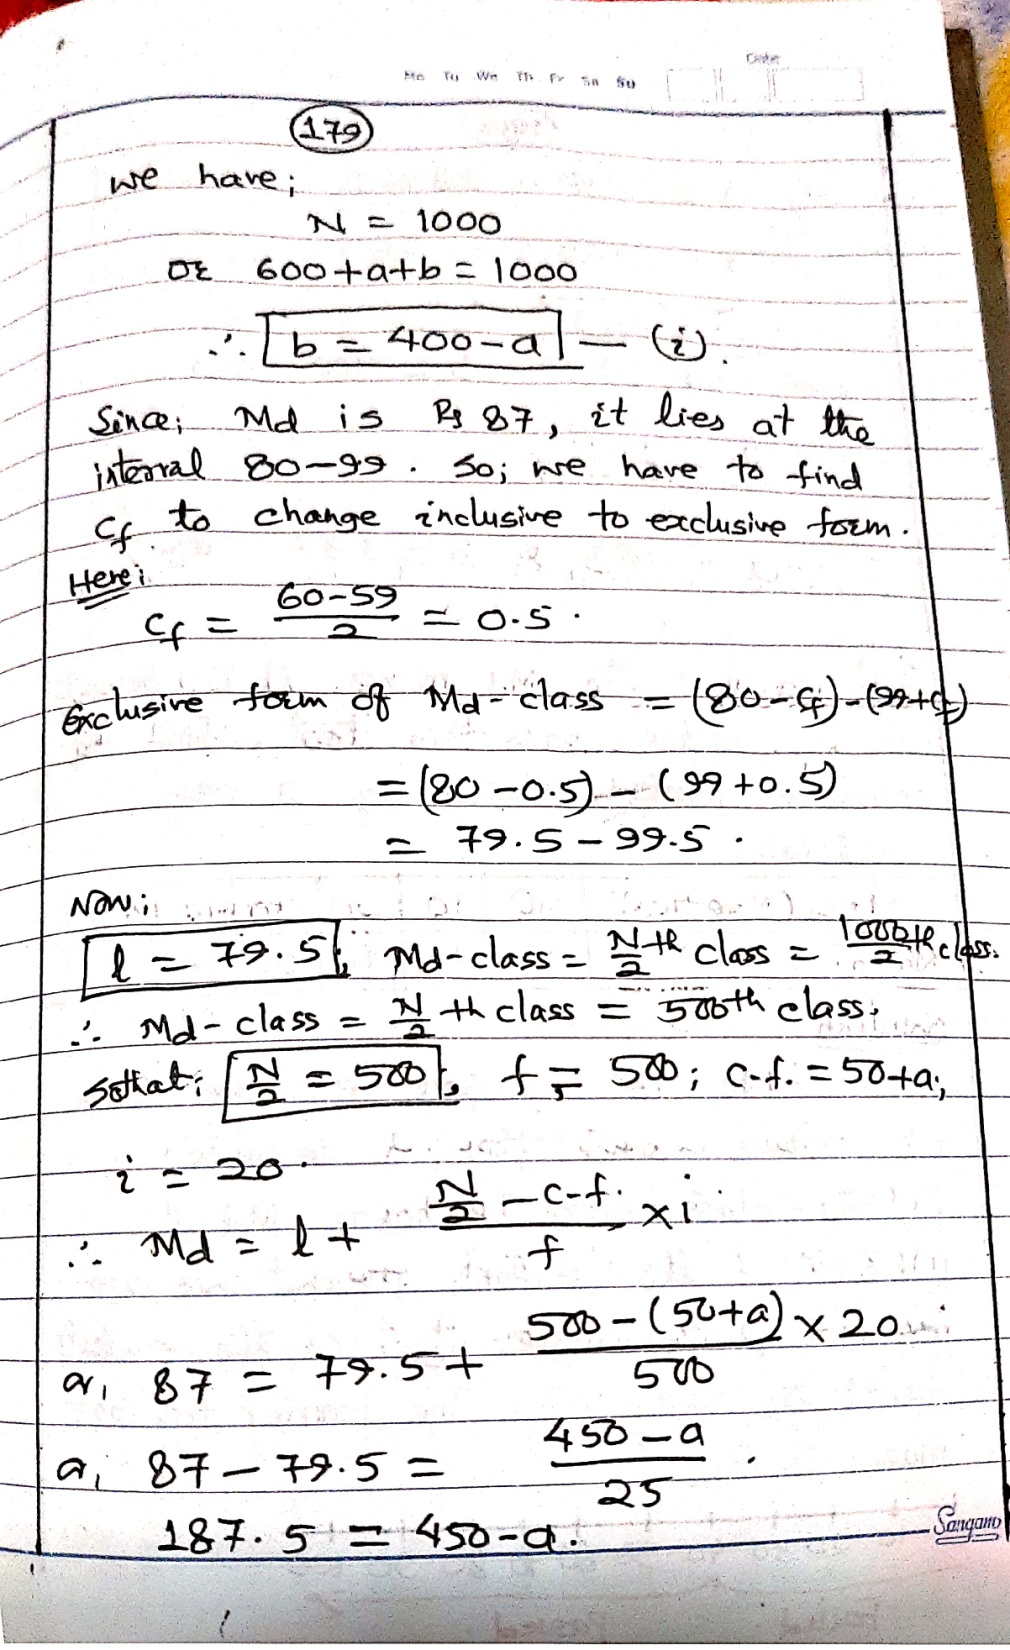 Mo Tu We Th Fr Sa Su
Date
179
we have;
N = 1000
or 600+a+b = 1000
∴ b = 400-a — (i).
Since; Md is Rs 87, it lies at the
interval 80-99. So; we have to find
Cf to change inclusive to exclusive form.
Here;
Cf = 60-59/2 = 0.5.
Exclusive form of Md-class = (80-Cf)-(99+Cf)
= (80-0.5) - (99+0.5)
= 79.5-99.5.
Now;
l = 79.5; Md-class = N/2 th class = 1000/2 th class.
∴ Md-class = N/2 th class = 500th class.
so that; N/2 = 500, f = 500; c.f. = 50+a;
i = 20.
∴ Md = l + N/2 - c.f./f × i
or, 87 = 79.5 + 500-(50+a)/500 × 20
or, 87-79.5 = 450-a/25.
187.5 = 450-a.
Sangam